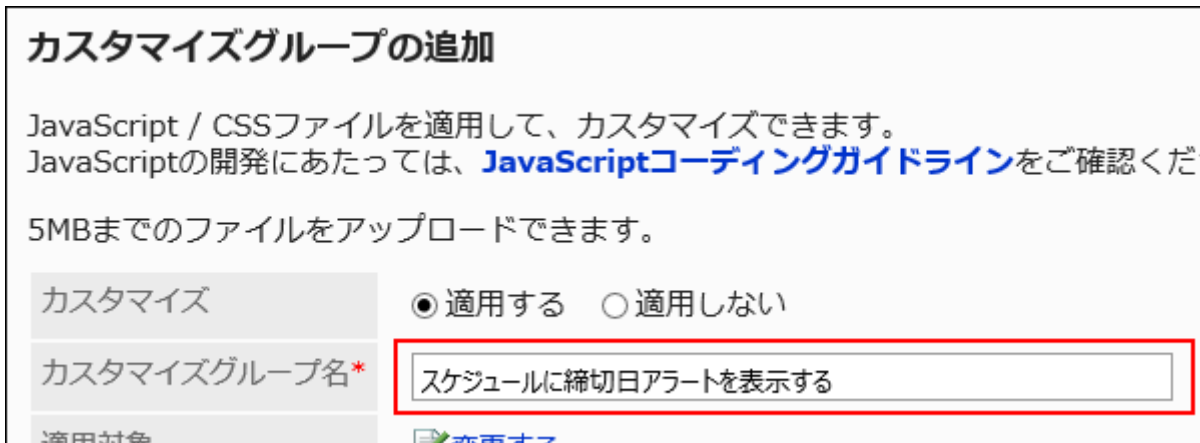 カスタマイズグループの追加
JavaScript / CSSファイルを適用して、カスタマイズできます。
JavaScriptの開発にあたっては、JavaScriptコーディングガイドラインをご確認くだ
5MBまでのファイルをアップロードできます。
カスタマイズ 適用する 適用しない
カスタマイズグループ名* スケジュールに締切日アラートを表示する
適用対象 変更する